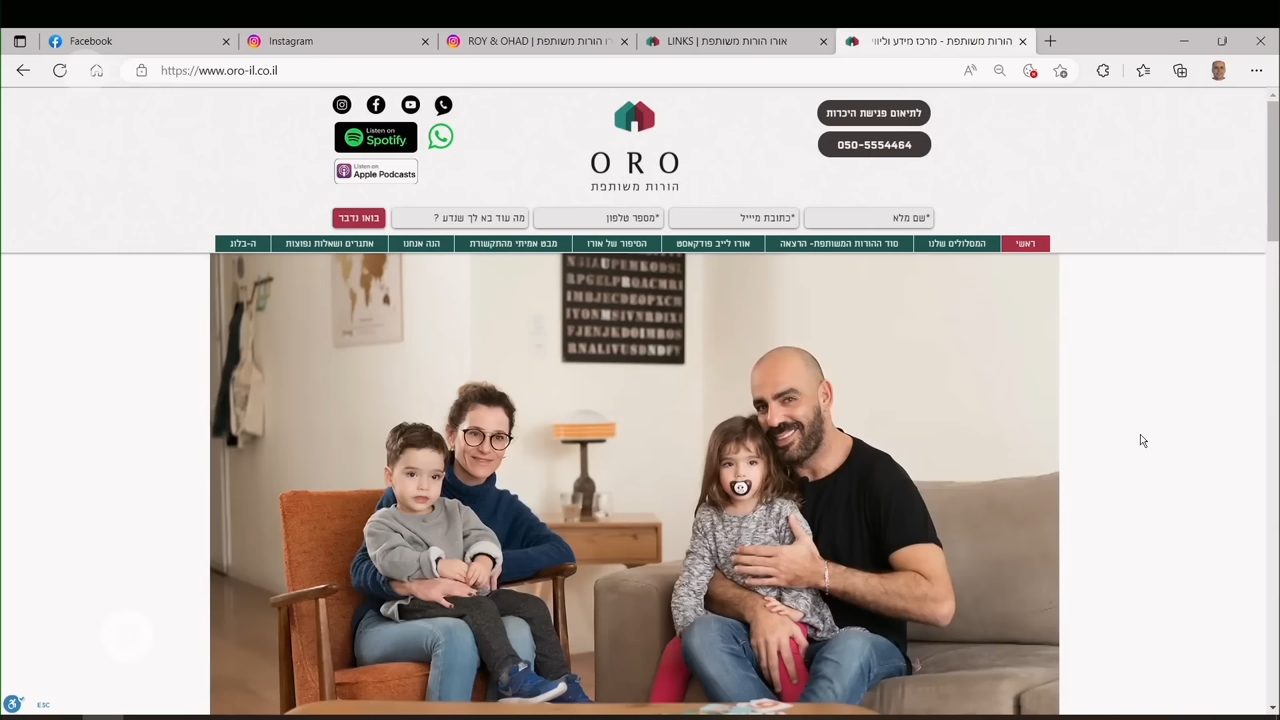 Facebook
Instagram
ROY & OHAD | רו הורות משותפת
LINKS | אורו הורות משותפת
הורות משותפת - מרכז מידע וליווי
https://www.oro-il.co.il
Listen on
Spotify
Listen on
Apple Podcasts
ORO
הורות משותפת
לתיאום פגישת היכרות
050-5554464
*שם מלא
*כתובת מייל
*מספר טלפון
מה עוד בא לך שנדע ?
בואו נדבר
ראשי
המסלולים שלנו
סוד ההורות המשותפת- הרצאה
אורו לייב פודקאסט
הסיפור של אורו
מבט אמיתי מהתקשורת
הנה אנחנו
אתגרים ושאלות נפוצות
ה-בלוג
ESC